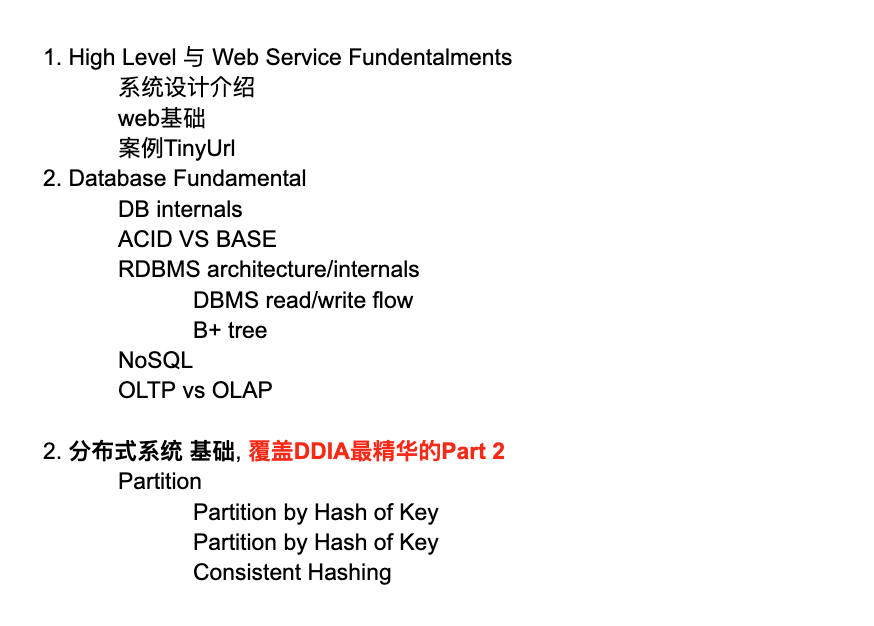 1. High Level 与 Web Service Fundentalments
系统设计介绍
web基础
案例TinyUrl
2. Database Fundamental
DB internals
ACID VS BASE
RDBMS architecture/internals
DBMS read/write flow
B+ tree
NoSQL
OLTP vs OLAP
2. 分布式系统 基础, 覆盖DDIA最精华的Part 2
Partition
Partition by Hash of Key
Partition by Hash of Key
Consistent Hashing